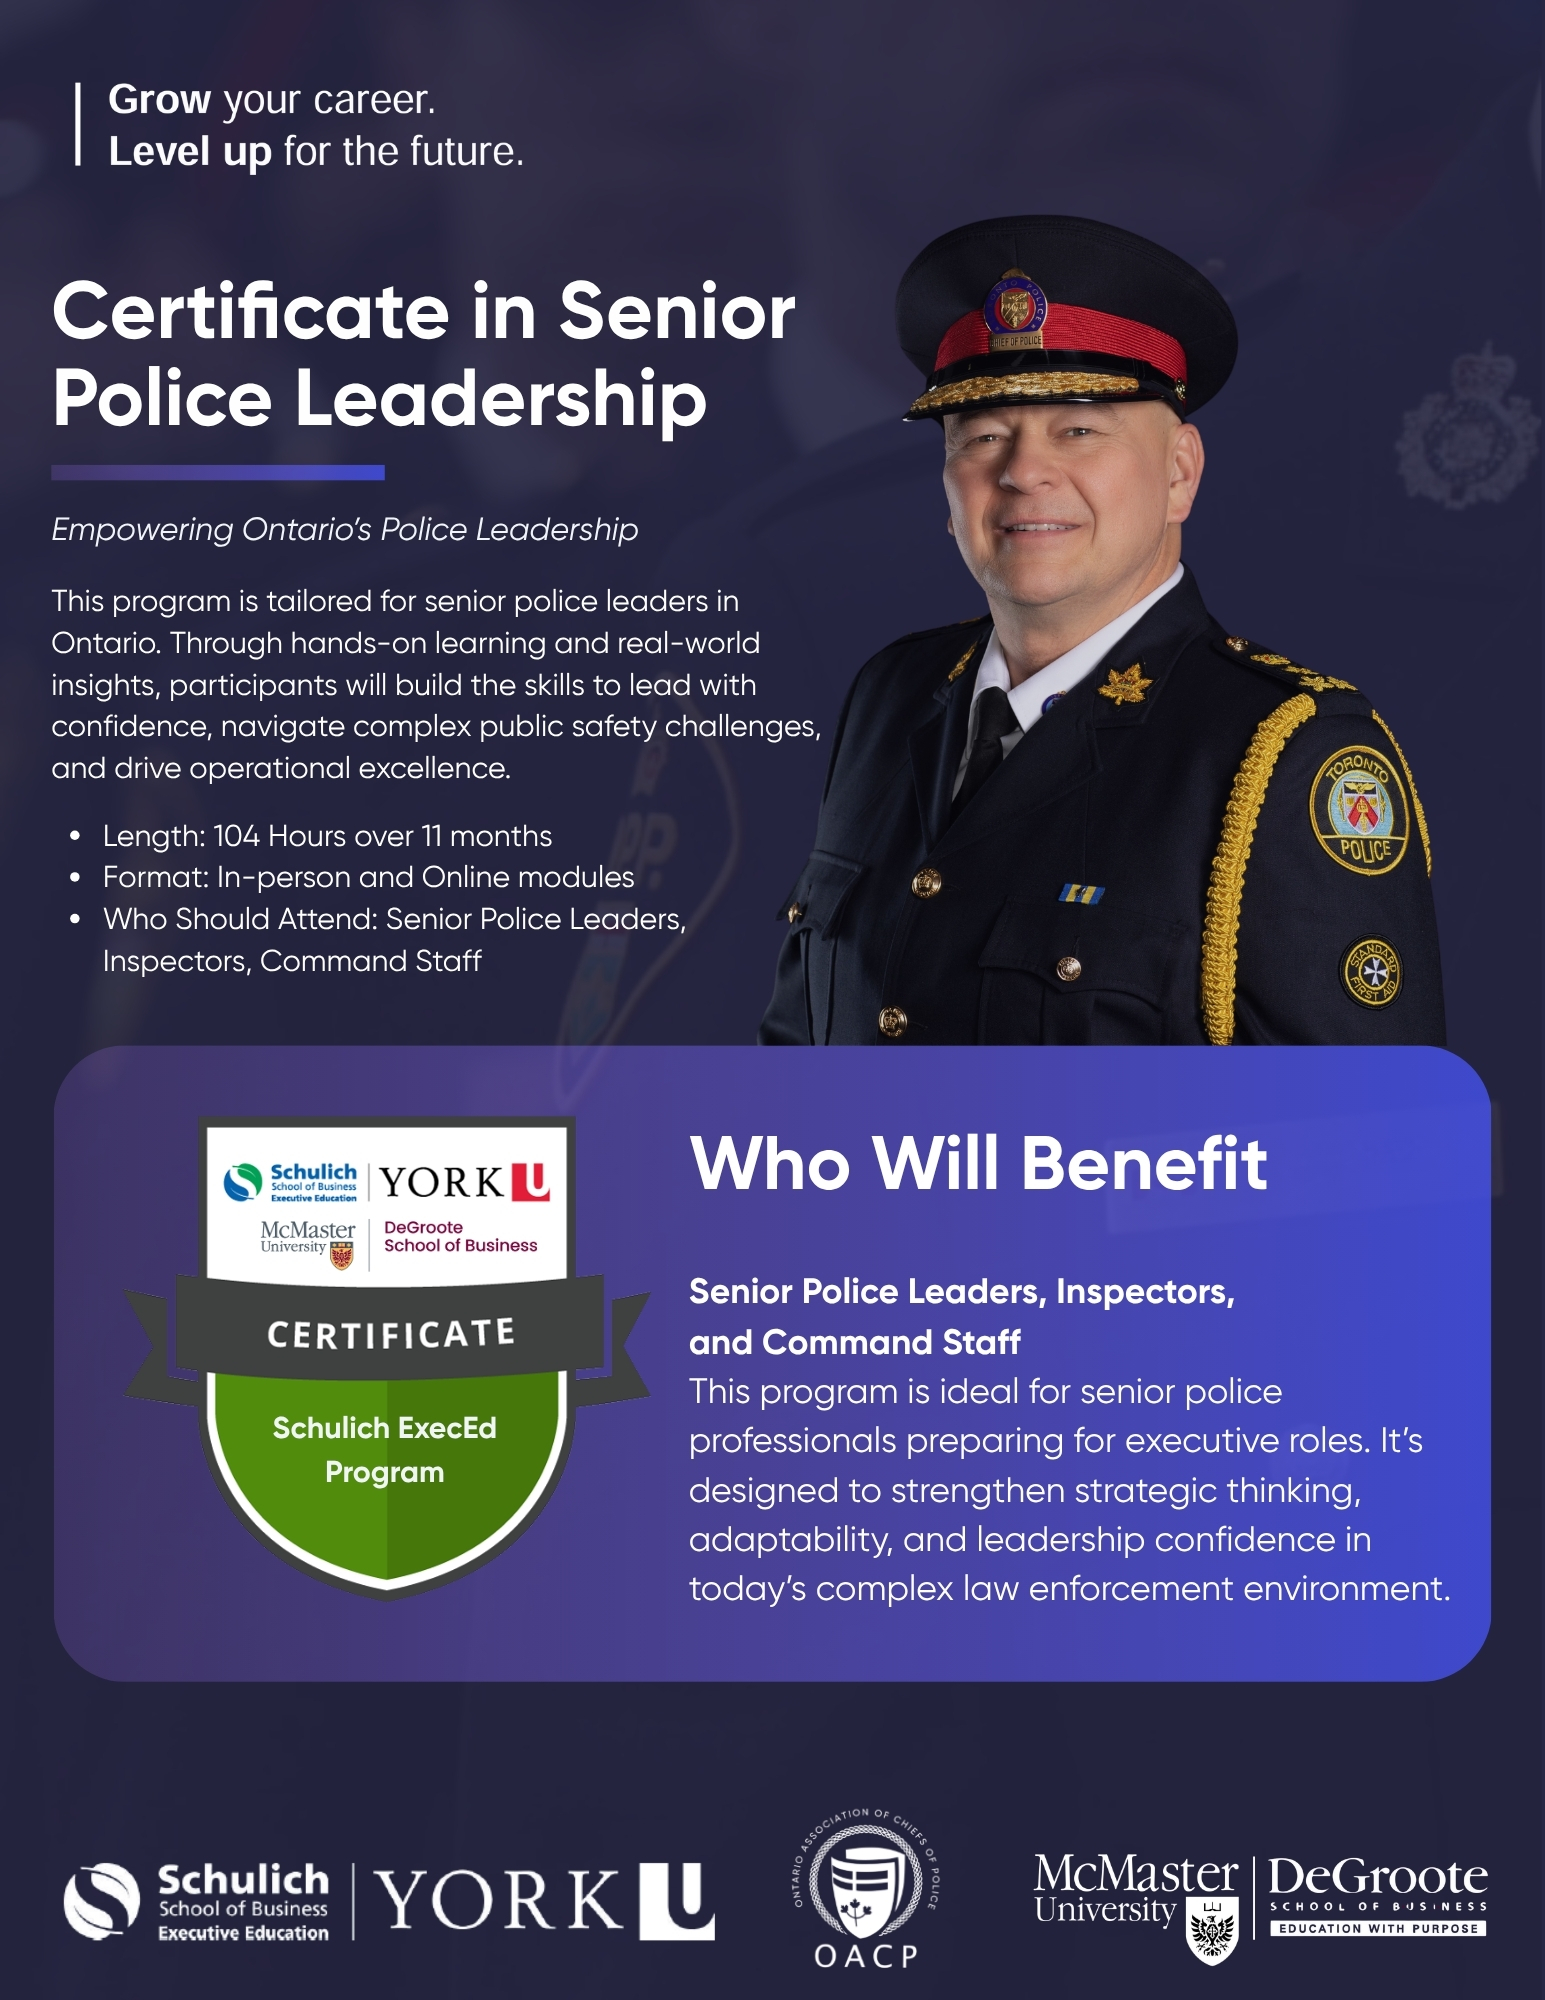 Grow your career.
Level up for the future.
Certificate in Senior
Police Leadership
Empowering Ontario's Police Leadership
This program is tailored for senior police leaders in
Ontario. Through hands-on learning and real-world
insights, participants will build the skills to lead with
confidence, navigate complex public safety challenges,
and drive operational excellence.
• Length: 104 Hours over 11 months
• Format: In-person and Online modules
• Who Should Attend: Senior Police Leaders,
Inspectors, Command Staff
TORONTO POLICE
CHIEF OF POLICE
TORONTO
POLICE
STANDARD
FIRST AID
Schulich
School of Business
Executive Education
YORK U
McMaster
University
DeGroote
School of Business
CERTIFICATE
Schulich ExecEd
Program
Who Will Benefit
Senior Police Leaders, Inspectors,
and Command Staff
This program is ideal for senior police
professionals preparing for executive roles. It's
designed to strengthen strategic thinking,
adaptability, and leadership confidence in
today's complex law enforcement environment.
Schulich
School of Business
Executive Education
YORK U
ONTARIO ASSOCIATION OF CHIEFS OF POLICE
OACP
McMaster
University
DeGroote
SCHOOL OF BUSINESS
EDUCATION WITH PURPOSE